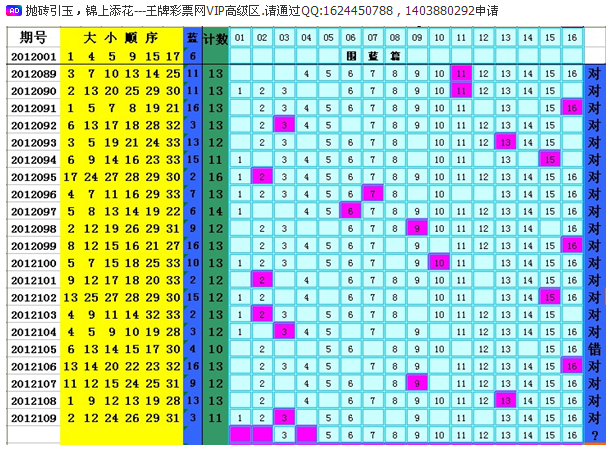 AD 抛砖引玉，锦上添花---王牌彩票网VIP高级区.请通过QQ:1624450788，1403880292申请
期号 大 小 顺 序 蓝 计数 01 02 03 04 05 06 07 08 09 10 11 12 13 14 15 16
2012001 1 4 5 9 15 17 6 围 蓝 篇
2012089 3 7 10 13 14 25 11 13 4 5 6 7 8 9 10 11 12 13 14 15 16 对
2012090 2 13 20 25 29 30 11 13 1 2 3 6 7 8 9 10 11 12 13 14 15 对
2012091 1 5 7 8 19 21 16 13 2 3 4 5 6 7 8 9 10 11 13 15 16 对
2012092 6 13 17 18 28 32 3 13 2 3 4 5 7 8 9 10 11 12 13 14 15 对
2012093 3 5 19 21 24 33 13 12 2 3 5 6 7 8 10 11 12 13 14 15 对
2012094 6 9 14 16 23 33 15 11 1 3 4 5 6 7 8 9 11 13 15 对
2012095 17 24 27 28 29 30 2 16 1 2 3 4 5 6 7 8 9 10 11 12 13 14 15 16 对
2012096 4 7 11 16 29 33 7 13 1 2 3 4 5 6 7 8 10 13 14 15 16 对
2012097 5 8 13 14 19 22 6 14 1 4 5 6 7 8 9 10 11 12 13 14 15 16 对
2012098 2 12 19 26 29 31 9 12 2 3 6 7 8 9 10 11 12 13 14 15 对
2012099 8 12 15 16 21 27 16 13 2 3 4 5 6 7 9 10 11 12 13 15 16 对
2012100 5 7 15 18 25 33 10 13 1 2 3 5 6 7 8 9 10 11 13 15 16 对
2012101 9 12 17 18 20 33 2 12 2 4 6 7 8 9 10 11 12 13 14 15 对
2012102 13 25 27 28 29 30 15 12 1 2 4 6 7 8 10 11 13 14 15 16 对
2012103 4 9 11 14 32 33 2 13 1 2 3 5 6 7 8 9 10 11 12 13 14 对
2012104 4 5 9 10 19 28 3 12 1 2 3 4 5 7 9 11 12 13 14 15 对
2012105 6 13 14 15 17 30 4 10 2 5 6 8 9 10 12 13 15 16 错
2012106 13 14 20 22 23 32 16 13 2 3 4 5 7 8 9 11 12 13 14 15 16 对
2012107 11 12 15 24 25 31 9 12 2 4 5 6 8 9 11 12 13 14 15 16 对
2012108 1 9 12 13 19 28 13 13 2 4 5 6 7 8 9 10 11 12 13 14 15 对
2012109 2 12 24 26 29 31 3 11 1 2 3 5 6 9 11 12 13 14 15 对
3 5 6 7 8 9 10 11 12 13 14 15 16 ?